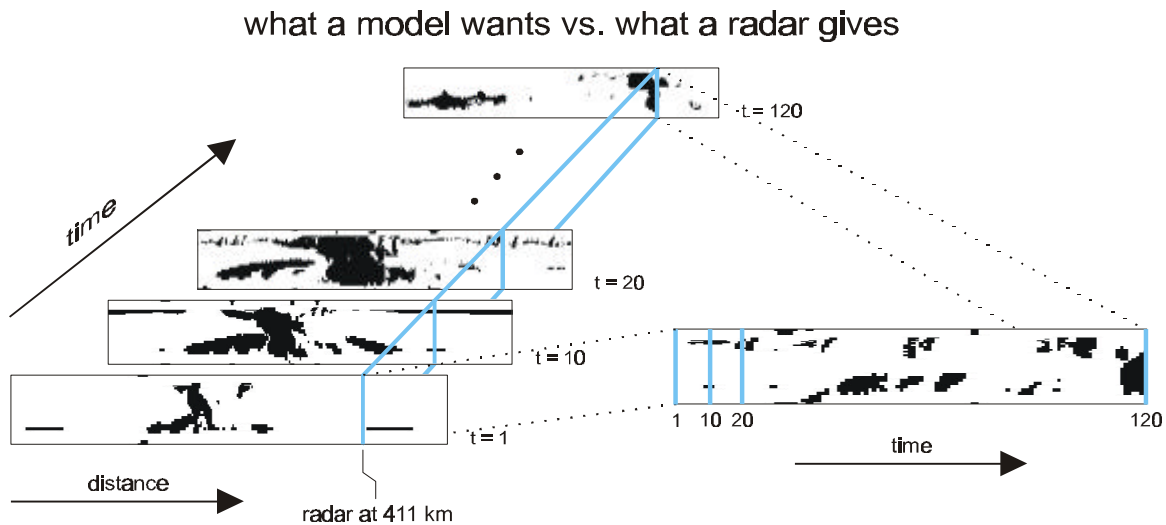 what a model wants vs. what a radar gives
t = 120
time
t = 20
t = 10
t = 1
1 10 20 120
time
distance
radar at 411 km